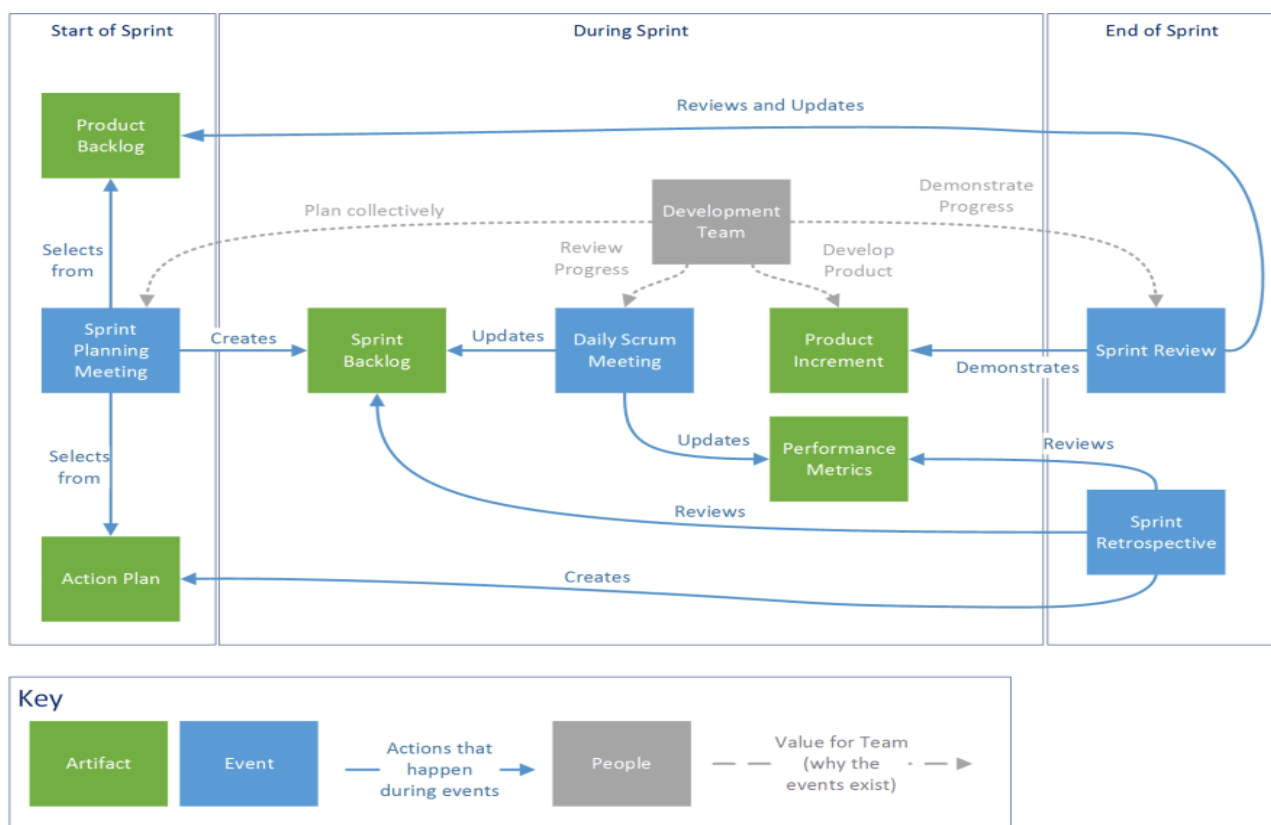 Start of Sprint
During Sprint
End of Sprint
Product
Backlog
Reviews and Updates
Plan collectively
Development
Team
Demonstrate
Progress
Selects
from
Review
Progress
Develop
Product
Sprint
Planning
Meeting
Creates
Sprint
Backlog
Updates
Daily Scrum
Meeting
Product
Increment
Demonstrates
Sprint Review
Selects
from
Updates
Performance
Metrics
Reviews
Reviews
Sprint
Retrospective
Action Plan
Creates
Key
Artifact
Event
Actions that
happen
during events
People
Value for Team
(why the
events exist)